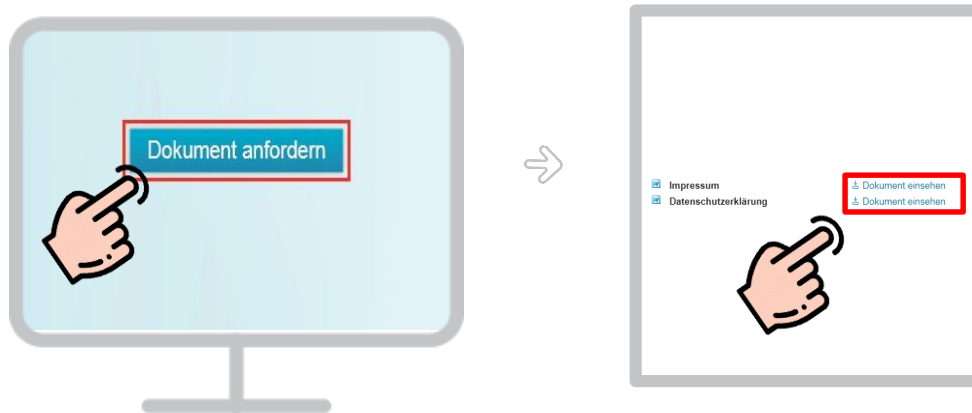 Dokument anfordern
Impressum Dokument einsehen
Datenschutzerklärung Dokument einsehen